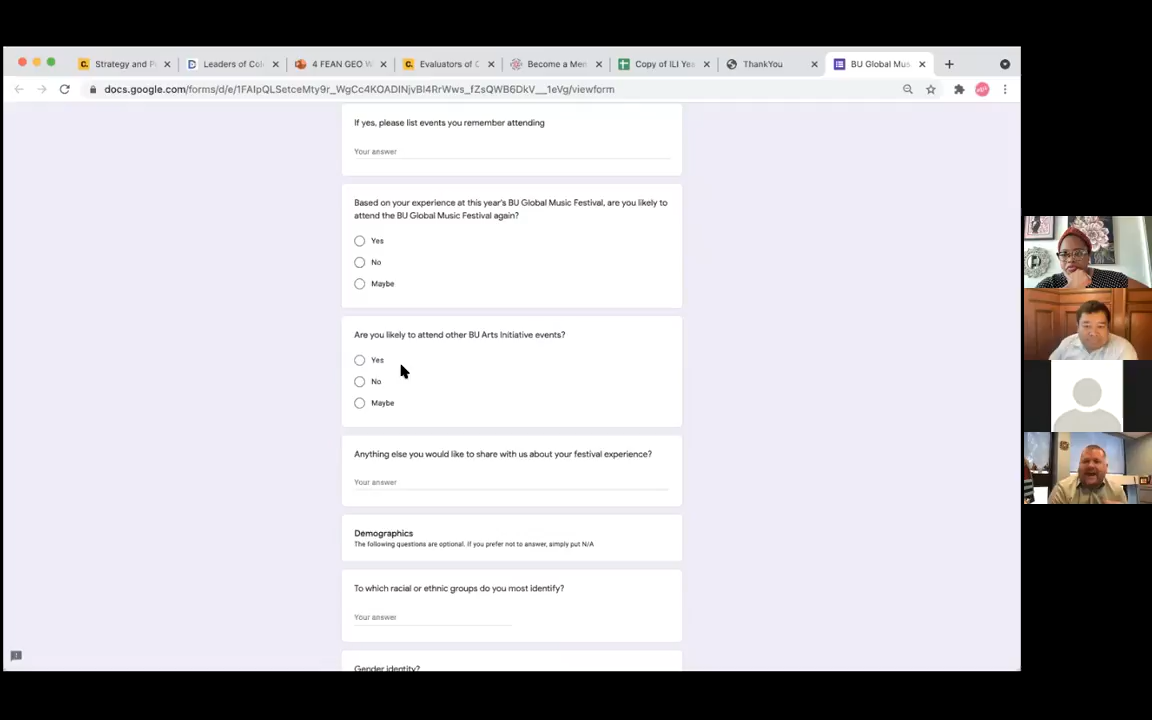 Strategy and P
Leaders of Col
4 FEAN GEO W
Evaluators of C
Become a Men
Copy of ILI Yea
ThankYou
BU Global Mus
docs.google.com/forms/d/e/1FAIpQLSetceMty9r_WgCc4KOADINjvBl4RrWws_fZsQWB6DkV__1eVg/viewform
If yes, please list events you remember attending
Your answer
Based on your experience at this year's BU Global Music Festival, are you likely to
attend the BU Global Music Festival again?
Yes
No
Maybe
Are you likely to attend other BU Arts Initiative events?
Yes
No
Maybe
Anything else you would like to share with us about your festival experience?
Your answer
Demographics
The following questions are optional. If you prefer not to answer, simply put N/A
To which racial or ethnic groups do you most identify?
Your answer
Gender identity?